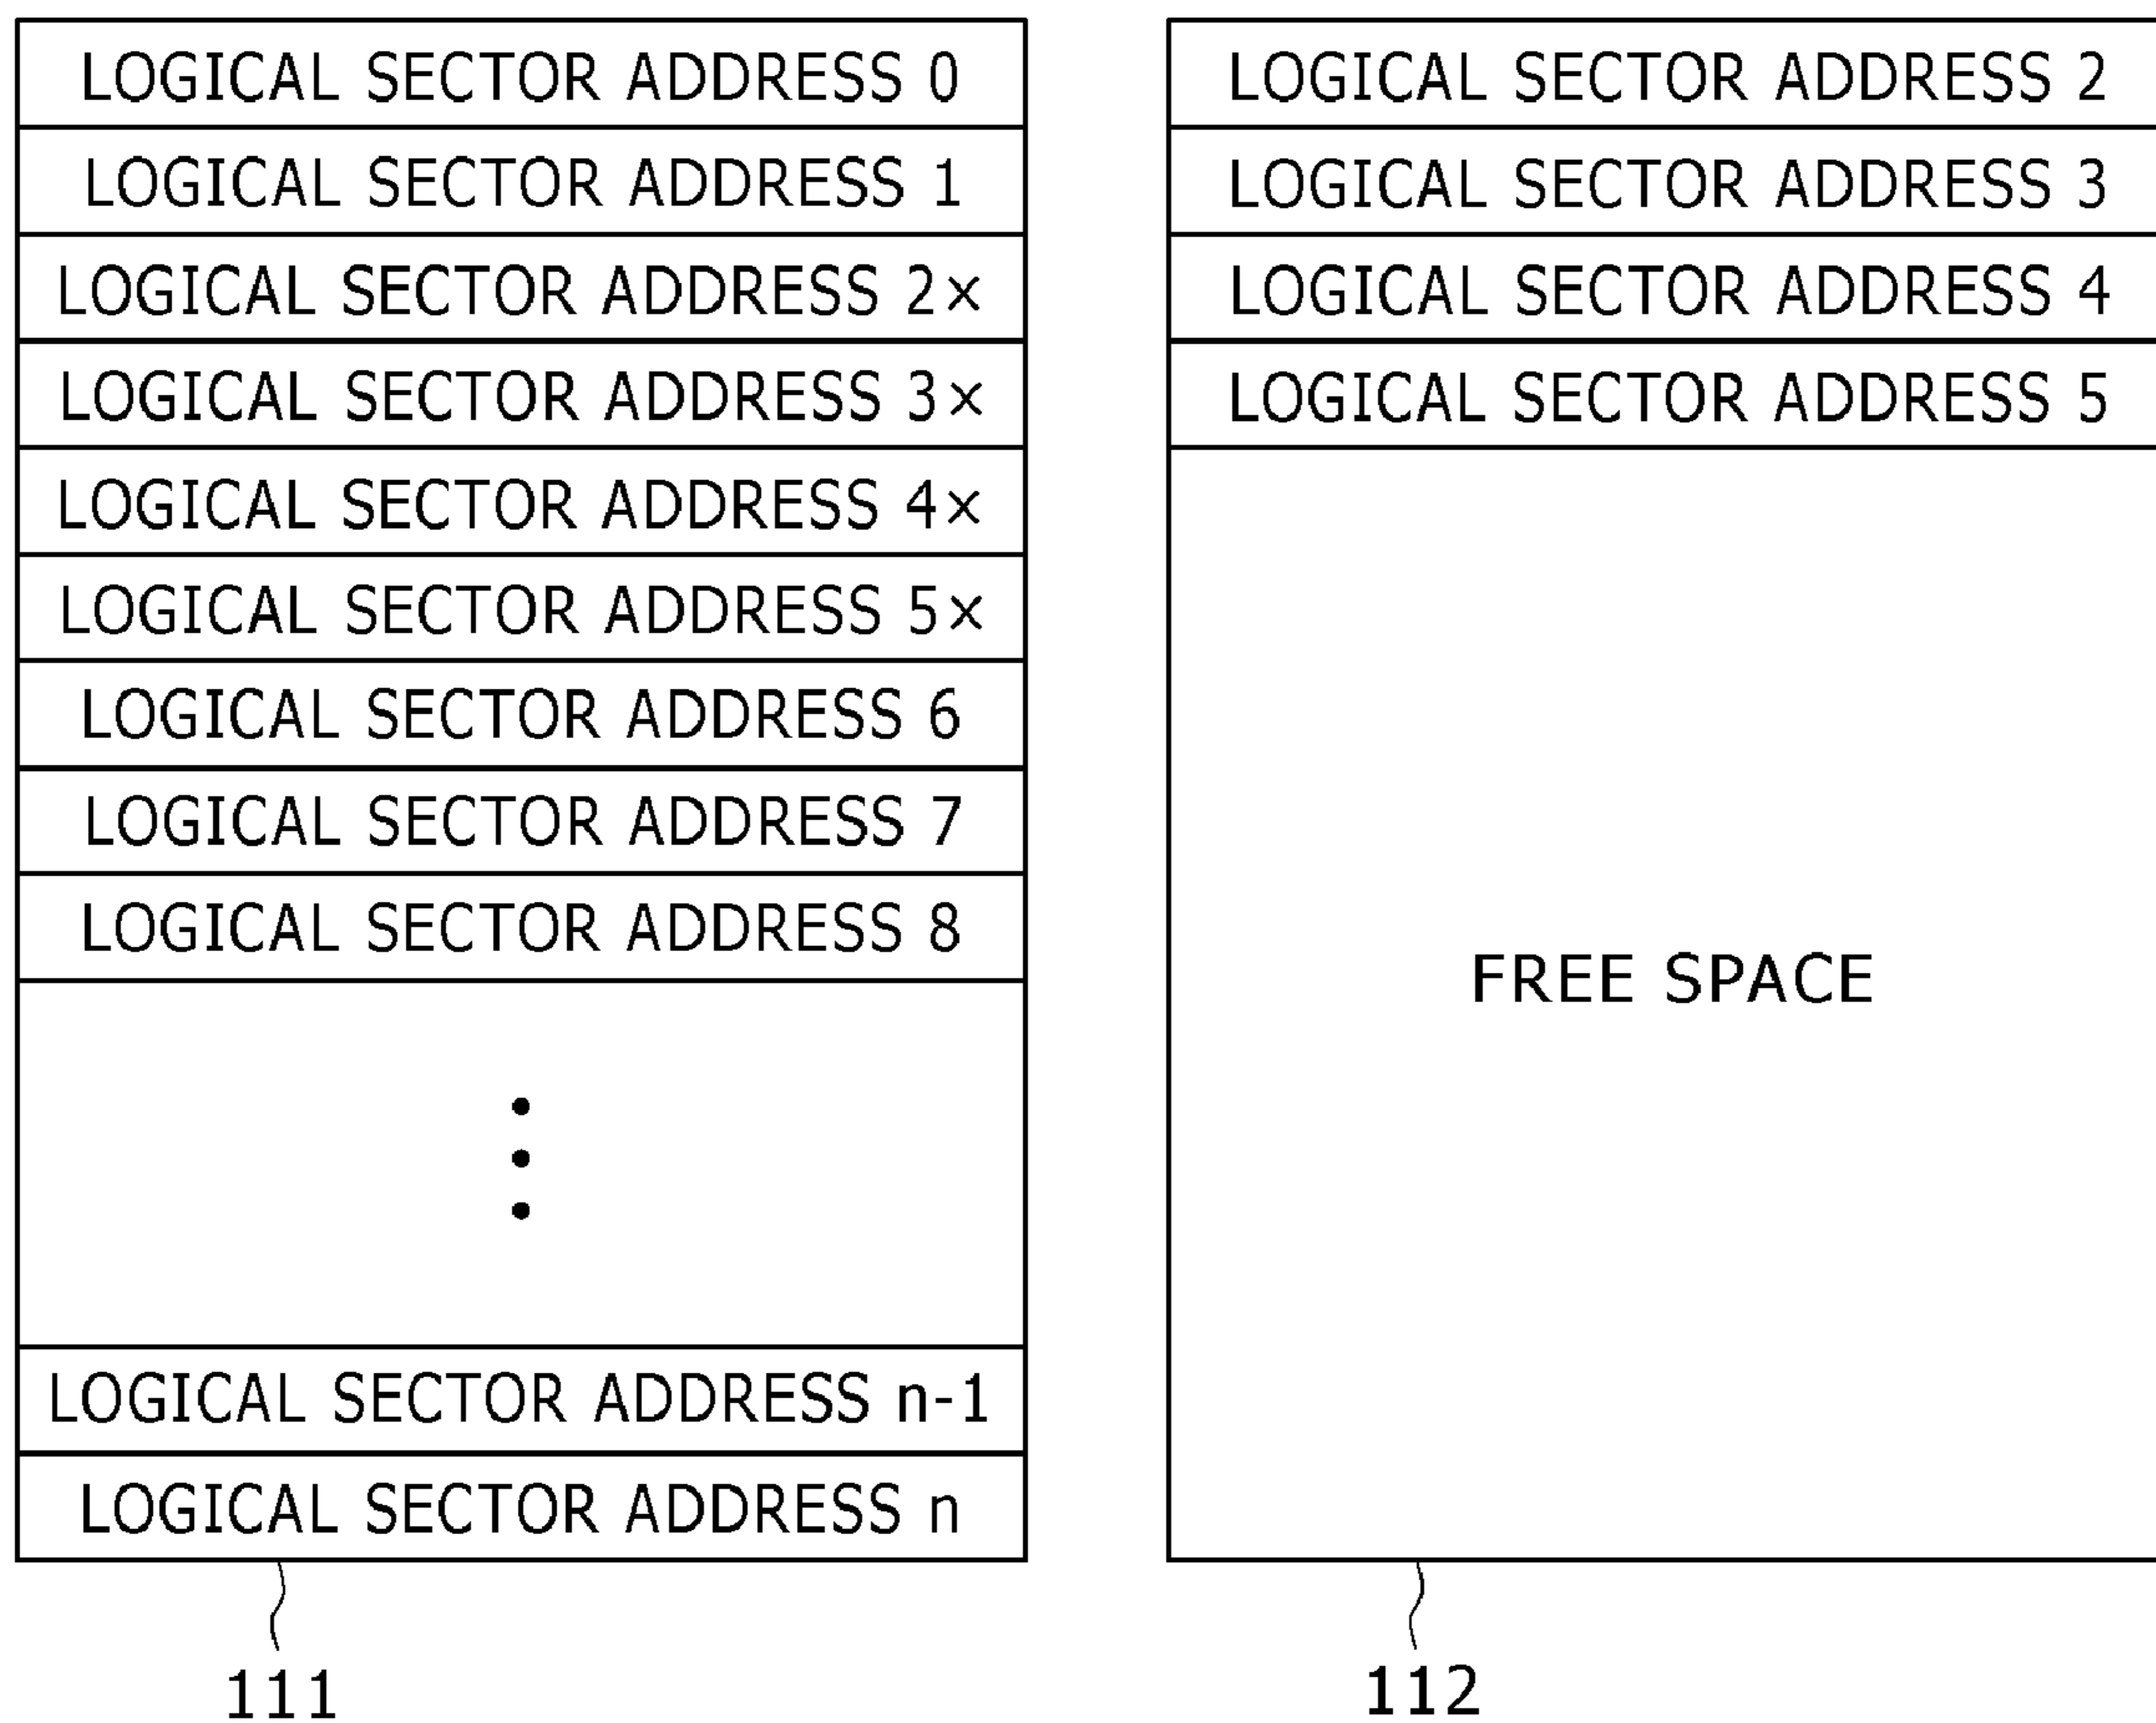 LOGICAL SECTOR ADDRESS 0
LOGICAL SECTOR ADDRESS 1
LOGICAL SECTOR ADDRESS 2×
LOGICAL SECTOR ADDRESS 3×
LOGICAL SECTOR ADDRESS 4×
LOGICAL SECTOR ADDRESS 5×
LOGICAL SECTOR ADDRESS 6
LOGICAL SECTOR ADDRESS 7
LOGICAL SECTOR ADDRESS 8
LOGICAL SECTOR ADDRESS n-1
LOGICAL SECTOR ADDRESS n
111
LOGICAL SECTOR ADDRESS 2
LOGICAL SECTOR ADDRESS 3
LOGICAL SECTOR ADDRESS 4
LOGICAL SECTOR ADDRESS 5
FREE SPACE
112